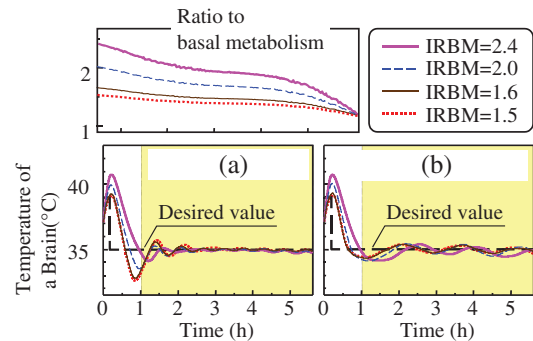 Ratio to
basal metabolism
2
1
IRBM=2.4
IRBM=2.0
IRBM=1.6
IRBM=1.5
Temperature of
a Brain(°C)
40
35
(a)
Desired value
0 1 2 3 4 5
Time (h)
(b)
Desired value
0 1 2 3 4 5
Time (h)